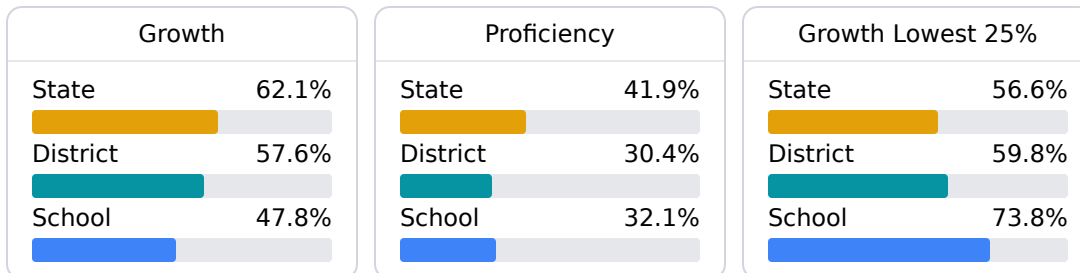 Growth
State 62.1%
District 57.6%
School 47.8%
Proficiency
State 41.9%
District 30.4%
School 32.1%
Growth Lowest 25%
State 56.6%
District 59.8%
School 73.8%